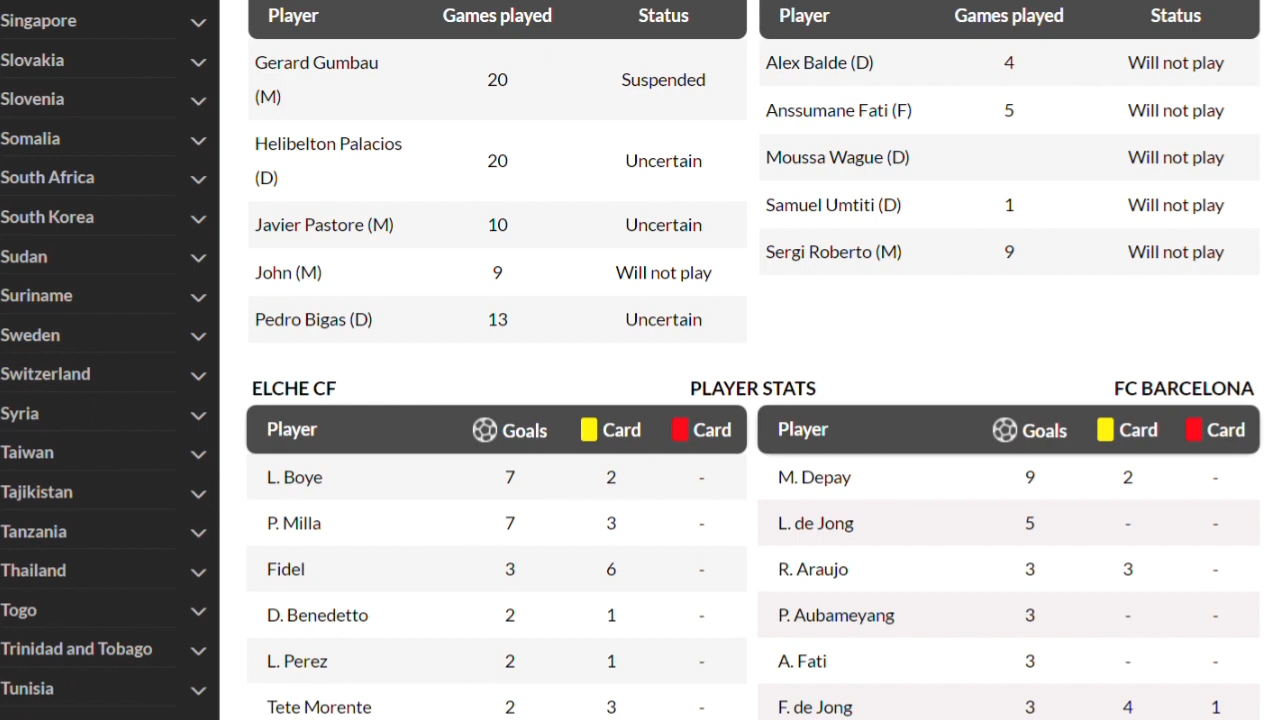 Singapore
Slovakia
Slovenia
Somalia
South Africa
South Korea
Sudan
Suriname
Sweden
Switzerland
Syria
Taiwan
Tajikistan
Tanzania
Thailand
Togo
Trinidad and Tobago
Tunisia
Player Games played Status
Gerard Gumbau
(M) 20 Suspended
Helibelton Palacios
(D) 20 Uncertain
Javier Pastore (M) 10 Uncertain
John (M) 9 Will not play
Pedro Bigas (D) 13 Uncertain
Player Games played Status
Alex Balde (D) 4 Will not play
Anssumane Fati (F) 5 Will not play
Moussa Wague (D) Will not play
Samuel Umtiti (D) 1 Will not play
Sergi Roberto (M) 9 Will not play
ELCHE CF PLAYER STATS FC BARCELONA
Player Goals Card Card
L. Boye 7 2 -
P. Milla 7 3 -
Fidel 3 6 -
D. Benedetto 2 1 -
L. Perez 2 1 -
Tete Morente 2 3 -
Player Goals Card Card
M. Depay 9 2 -
L. de Jong 5 - -
R. Araujo 3 3 -
P. Aubameyang 3 - -
A. Fati 3 - -
F. de Jong 3 4 1